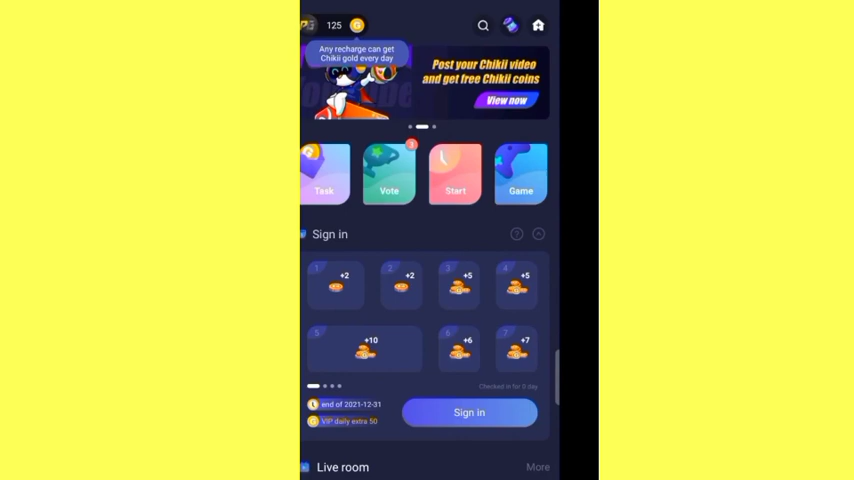 125
Any recharge can get
Chikii gold every day
Post your Chikii video
and get free Chikii coins
View now
3
Task
Vote
Start
Game
Sign in
1
+2
2
+2
3
+5
4
+5
5
+10
6
+6
7
+7
Checked in for 0 day
end of 2021-12-31
VIP daily extra 50
Sign in
Live room
More